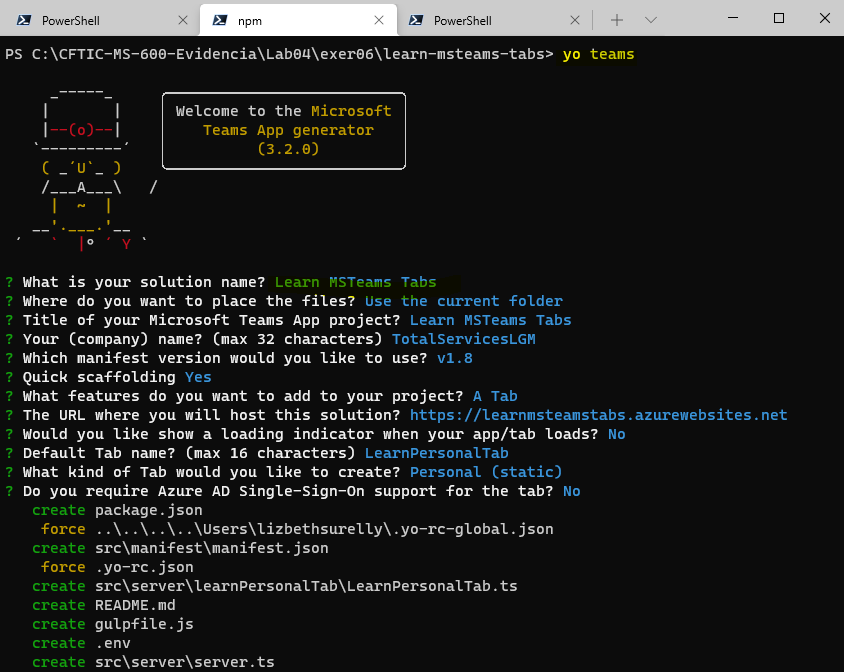 PowerShell
npm
PowerShell
PS C:\CFTIC-MS-600-Evidencia\Lab04\exer06\learn-msteams-tabs> yo teams
     _-----_
    |       |
    |--(o)--|
   `---------´
    ( _´U`_ )
    /___A___\   /
     |  ~  |
   __'.___.'__
 ´   `  |° ´ Y `
Welcome to the Microsoft
Teams App generator
(3.2.0)
? What is your solution name? Learn MSTeams Tabs
? Where do you want to place the files? Use the current folder
? Title of your Microsoft Teams App project? Learn MSTeams Tabs
? Your (company) name? (max 32 characters) TotalServicesLGM
? Which manifest version would you like to use? v1.8
? Quick scaffolding Yes
? What features do you want to add to your project? A Tab
? The URL where you will host this solution? https://learnmsteamstabs.azurewebsites.net
? Would you like show a loading indicator when your app/tab loads? No
? Default Tab name? (max 16 characters) LearnPersonalTab
? What kind of Tab would you like to create? Personal (static)
? Do you require Azure AD Single-Sign-On support for the tab? No
   create package.json
    force ..\..\..\..\Users\lizbethsurelly\.yo-rc-global.json
   create src\manifest\manifest.json
    force .yo-rc.json
   create src\server\learnPersonalTab\LearnPersonalTab.ts
   create README.md
   create gulpfile.js
   create .env
   create src\server\server.ts